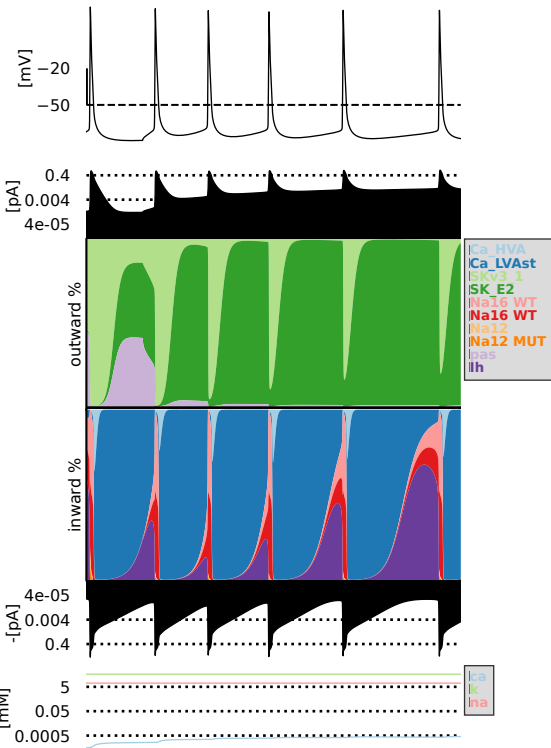 [mV]
−20
−50
[pA]
0.4
0.004
4e-05
outward %
Ca_HVA
Ca_LVAst
SKv3_1
SK_E2
Na16 WT
Na16 WT
Na12
Na12 MUT
pas
Ih
inward %
-[pA]
4e-05
0.004
0.4
[mM]
5
0.05
0.0005
ca
k
na